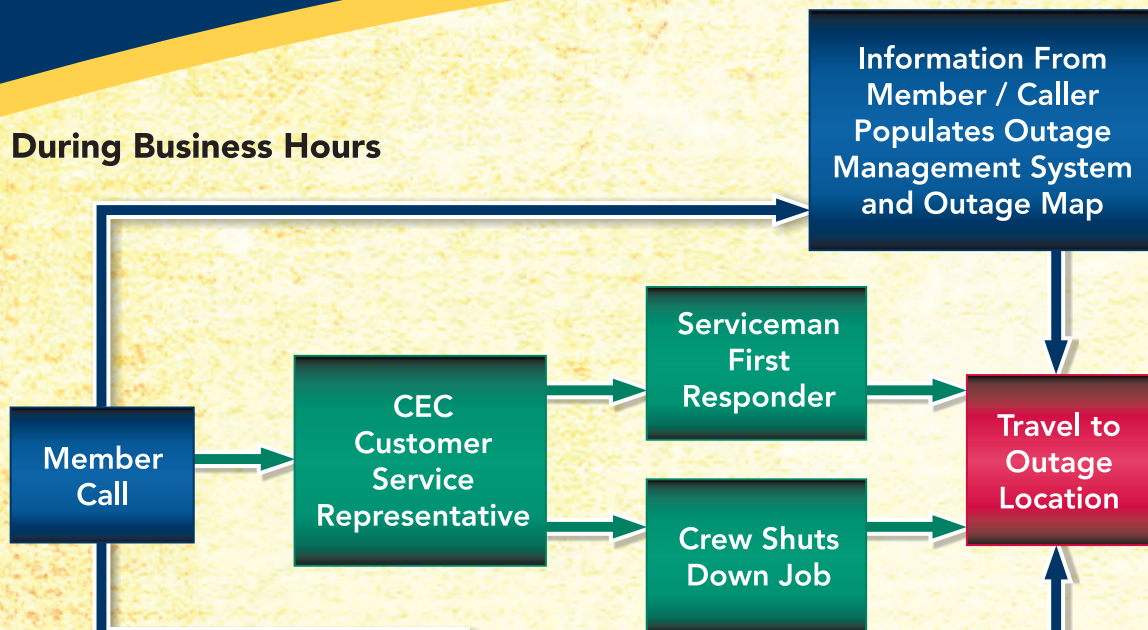 During Business Hours
Information From
Member / Caller
Populates Outage
Management System
and Outage Map
Member
Call
CEC
Customer
Service
Representative
Serviceman
First
Responder
Crew Shuts
Down Job
Travel to
Outage
Location